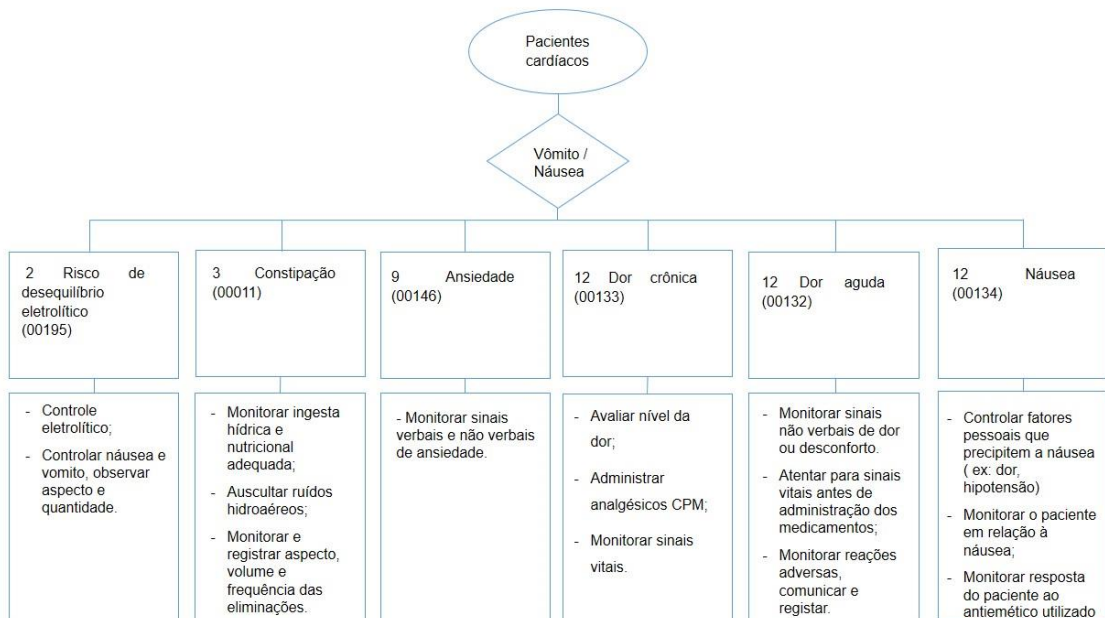 Pacientes
cardíacos
Vômito /
Náusea
2 Risco de
desequilíbrio
eletrolítico
(00195)
3 Constipação
(00011)
9 Ansiedade
(00146)
12 Dor crônica
(00133)
12 Dor aguda
(00132)
12 Náusea
(00134)
- Controle
eletrolítico;
- Controlar náusea e
vomito, observar
aspecto e
quantidade.
- Monitorar ingesta
hídrica e
nutricional
adequada;
- Auscultar ruídos
hidroaéreos;
- Monitorar e
registrar aspecto,
volume e
frequência das
eliminações.
- Monitorar sinais
verbais e não verbais
de ansiedade.
- Avaliar nível da
dor;
- Administrar
analgésicos CPM;
- Monitorar sinais
vitais.
- Monitorar sinais
não verbais de dor
ou desconforto.
- Atentar para sinais
vitais antes de
administração dos
medicamentos;
- Monitorar reações
adversas,
comunicar e
registar.
- Controlar fatores
pessoais que
precipitem a náusea
( ex: dor,
hipotensão)
- Monitorar o paciente
em relação à
náusea;
- Monitorar resposta
do paciente ao
antiemético utilizado